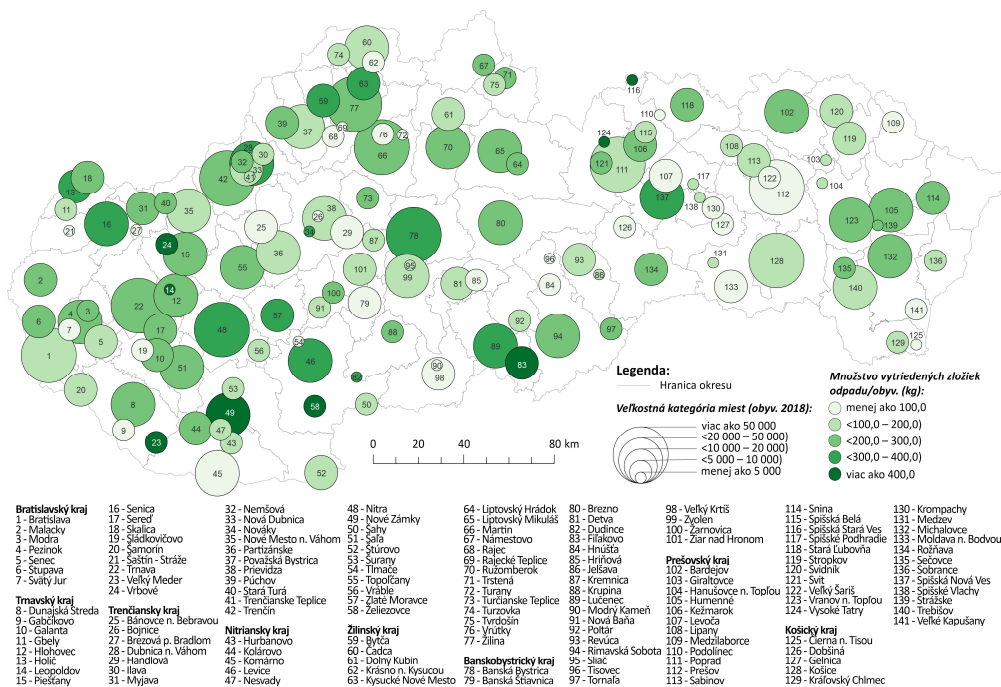 Legenda:
Hranica okresu
Veľkostná kategória miest (obyv. 2018):
viac ako 50 000
<20 000 – 50 000)
<10 000 – 20 000)
<5 000 – 10 000)
menej ako 5 000
Množstvo vytriedených zložiek
odpadu/obyv. (kg):
menej ako 100,0
<100,0 – 200,0)
<200,0 – 300,0)
<300,0 – 400,0)
viac ako 400,0
0 40 80 km
Bratislavský kraj
1 - Bratislava
2 - Malacky
3 - Modra
4 - Pezinok
5 - Senec
6 - Stupava
7 - Svätý Jur
Trnavský kraj
8 - Dunajská Streda
9 - Gabčíkovo
10 - Galanta
11 - Gbely
12 - Hlohovec
13 - Holíč
14 - Leopoldov
15 - Piešťany
16 - Senica
17 - Sereď
18 - Skalica
19 - Sládkovičovo
20 - Šamorín
21 - Šaštín - Stráže
22 - Trnava
23 - Veľký Meder
24 - Vrbové
Trenčiansky kraj
25 - Bánovce n. Bebravou
26 - Bojnice
27 - Brezová p. Bradlom
28 - Dubnica n. Váhom
29 - Handlová
30 - Ilava
31 - Myjava
32 - Nemšová
33 - Nová Dubnica
34 - Nováky
35 - Nové Mesto n. Váhom
36 - Partizánske
37 - Považská Bystrica
38 - Prievidza
39 - Púchov
40 - Stará Turá
41 - Trenčianske Teplice
42 - Trenčín
Nitriansky kraj
43 - Hurbanovo
44 - Kolárovo
45 - Komárno
46 - Levice
47 - Nesvady
48 - Nitra
49 - Nové Zámky
50 - Šahy
51 - Šaľa
52 - Štúrovo
53 - Šurany
54 - Tlmače
55 - Topoľčany
56 - Vráble
57 - Zlaté Moravce
58 - Želiezovce
Žilinský kraj
59 - Bytča
60 - Čadca
61 - Dolný Kubín
62 - Krásno n. Kysucou
63 - Kysucké Nové Mesto
64 - Liptovský Hrádok
65 - Liptovský Mikuláš
66 - Martin
67 - Námestovo
68 - Rajec
69 - Rajecké Teplice
70 - Ružomberok
71 - Trstená
72 - Turany
73 - Turčianske Teplice
74 - Turzovka
75 - Tvrdošín
76 - Vrútky
77 - Žilina
Banskobystrický kraj
78 - Banská Bystrica
79 - Banská Štiavnica
80 - Brezno
81 - Detva
82 - Dudince
83 - Fiľakovo
84 - Hnúšťa
85 - Hriňová
86 - Jelšava
87 - Kremnica
88 - Krupina
89 - Lučenec
90 - Modrý Kameň
91 - Nová Baňa
92 - Poltár
93 - Revúca
94 - Rimavská Sobota
95 - Sliač
96 - Tisovec
97 - Tornaľa
98 - Veľký Krtíš
99 - Zvolen
100 - Žarnovica
101 - Žiar nad Hronom
Prešovský kraj
102 - Bardejov
103 - Giraltovce
104 - Hanušovce n. Topľou
105 - Humenné
106 - Kežmarok
107 - Levoča
108 - Lipany
109 - Medzilaborce
110 - Podolínec
111 - Poprad
112 - Prešov
113 - Sabinov
114 - Snina
115 - Spišská Belá
116 - Spišská Stará Ves
117 - Spišské Podhradie
118 - Stará Ľubovňa
119 - Stropkov
120 - Svidník
121 - Svit
122 - Veľký Šariš
123 - Vranov n. Topľou
124 - Vysoké Tatry
Košický kraj
125 - Čierna n. Tisou
126 - Dobšiná
127 - Gelnica
128 - Košice
129 - Kráľovský Chlmec
130 - Krompachy
131 - Medzev
132 - Michalovce
133 - Moldava n. Bodvou
134 - Rožňava
135 - Sečovce
136 - Sobrance
137 - Spišská Nová Ves
138 - Spišské Vlachy
139 - Strážske
140 - Trebišov
141 - Veľké Kapušany